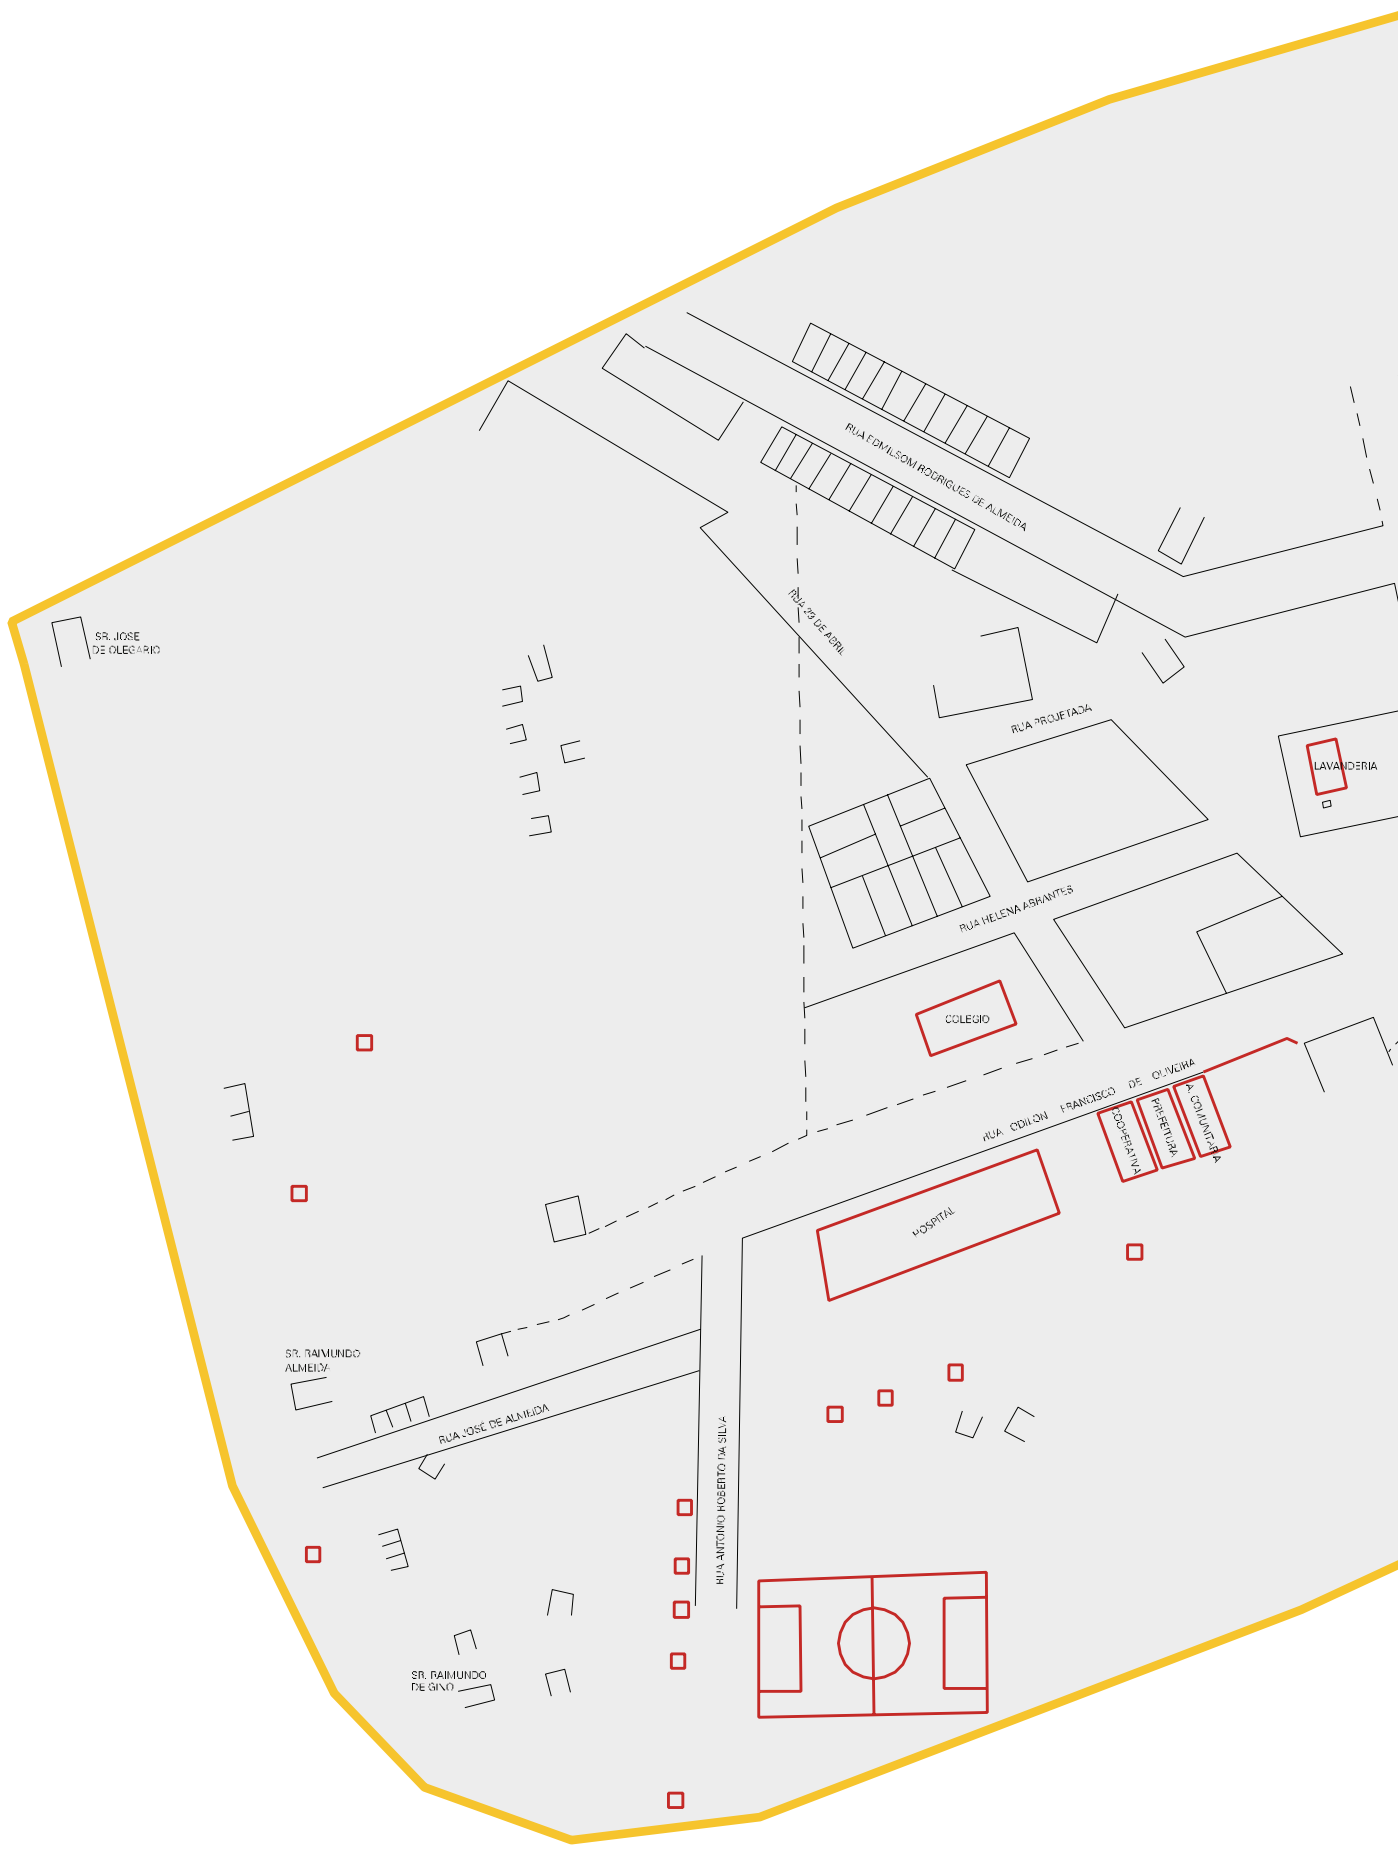 RUA EDMILSOM RODRIGUES DE ALMEIDA
SR. JOSE
DE OLEGARIO
RUA 23 DE ABRIL
RUA PROJETADA
LAVANDERIA
RUA HELENA ABRANTES
COLEGIO
RUA ODILON FRANCISCO DE OLIVEIRA
COOPERATIVA
PREFEITURA
A COMUNITARIA
HOSPITAL
SR. RAIMUNDO
ALMEIDA
RUA JOSÉ DE ALMEIDA
RUA ANTONIO ROBERTO DA SILVA
SR. RAIMUNDO
DE GINO